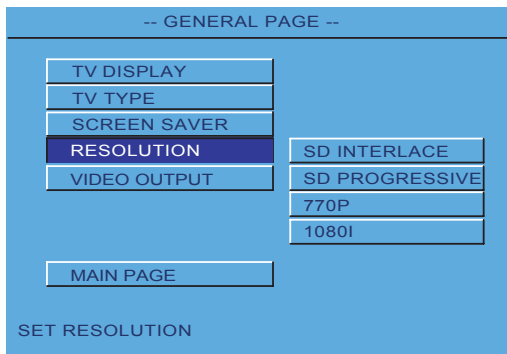 -- GENERAL PAGE --
TV DISPLAY
TV TYPE
SCREEN SAVER
RESOLUTION
VIDEO OUTPUT
SD INTERLACE
SD PROGRESSIVE
770P
1080I
MAIN PAGE
SET RESOLUTION